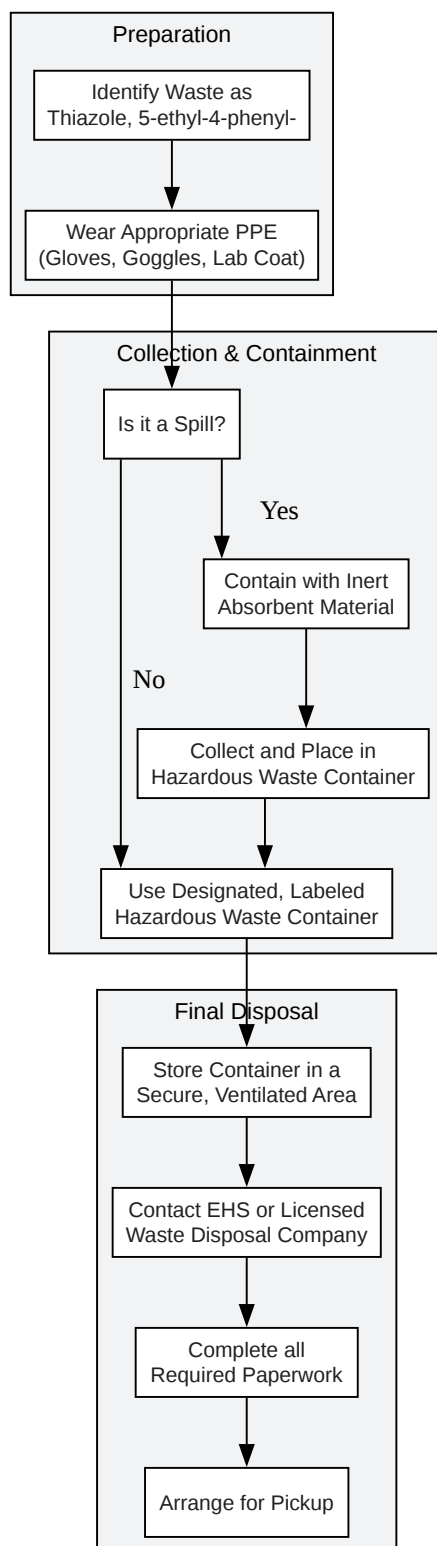 Preparation
Identify Waste as
Thiazole, 5-ethyl-4-phenyl-
Wear Appropriate PPE
(Gloves, Goggles, Lab Coat)
Collection & Containment
Is it a Spill?
Yes
Contain with Inert
Absorbent Material
No
Collect and Place in
Hazardous Waste Container
Use Designated, Labeled
Hazardous Waste Container
Final Disposal
Store Container in a
Secure, Ventilated Area
Contact EHS or Licensed
Waste Disposal Company
Complete all
Required Paperwork
Arrange for Pickup